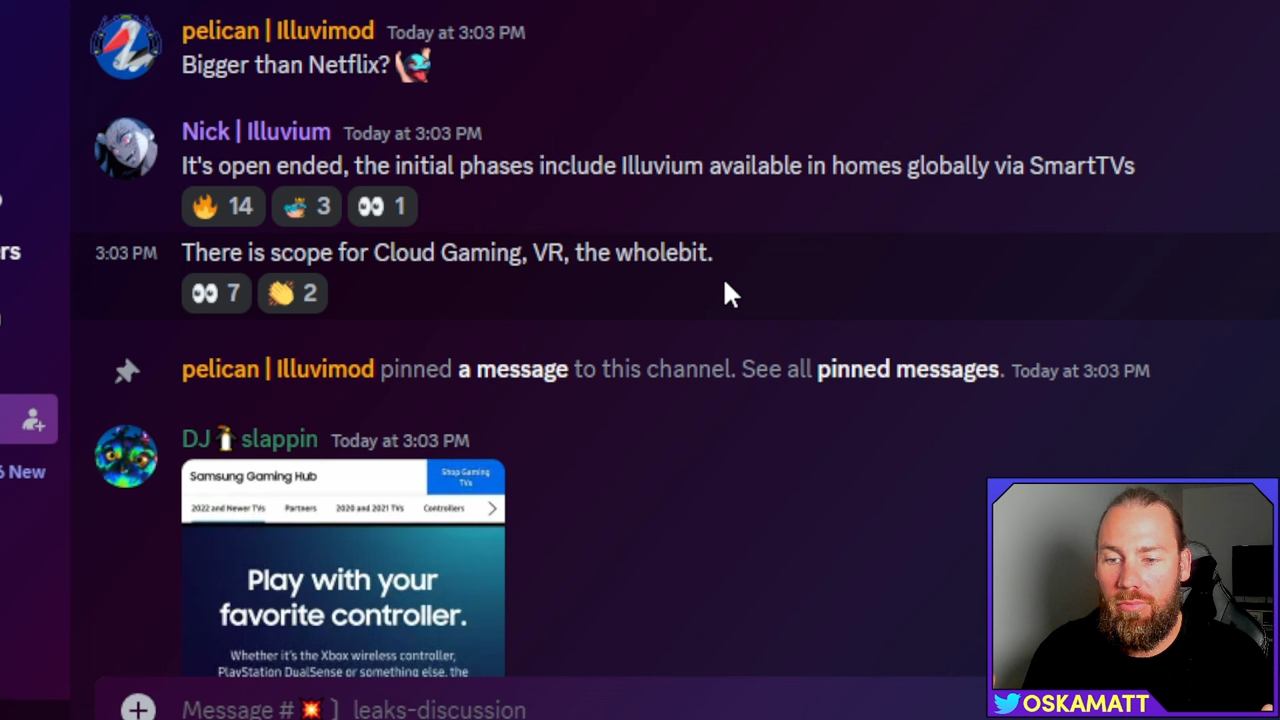 pelican | Illuvimod Today at 3:03 PM
Bigger than Netflix?
Nick | Illuvium Today at 3:03 PM
It's open ended, the initial phases include Illuvium available in homes globally via SmartTVs
🔥 14 3 👀 1
3:03 PM There is scope for Cloud Gaming, VR, the wholebit.
👀 7 👏 2
pelican | Illuvimod pinned a message to this channel. See all pinned messages. Today at 3:03 PM
DJ🐧slappin Today at 3:03 PM
Samsung Gaming Hub
Shop Gaming
TVs
2022 and Newer TVs Partners 2020 and 2021 TVs Controllers
Play with your
favorite controller.
Whether it's the Xbox wireless controller,
PlayStation DualSense or something else, the
Message #💥 ] leaks-discussion
ers
6 New
OSKAMATT